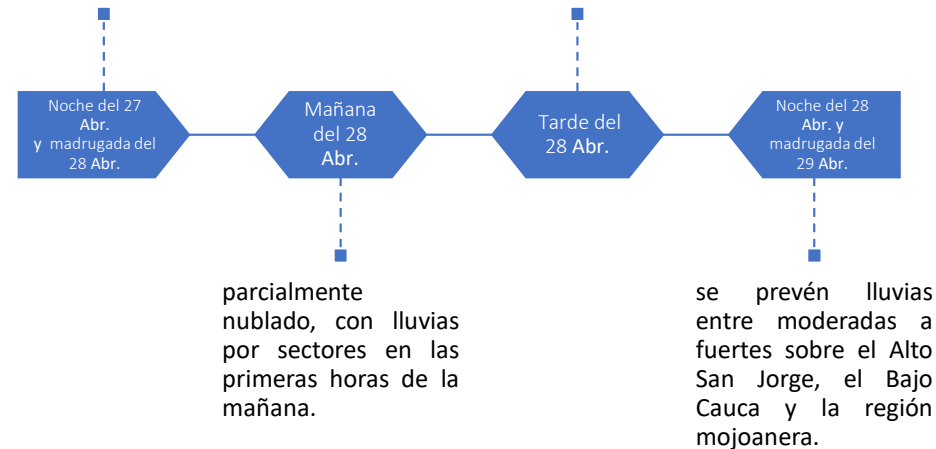 Noche del 27
Abr.
y madrugada del
28 Abr.
Mañana
del 28
Abr.
Tarde del
28 Abr.
Noche del 28
Abr. y
madrugada del
29 Abr.
parcialmente
nublado, con lluvias
por sectores en las
primeras horas de la
mañana.
se prevén lluvias
entre moderadas a
fuertes sobre el Alto
San Jorge, el Bajo
Cauca y la región
mojoanera.